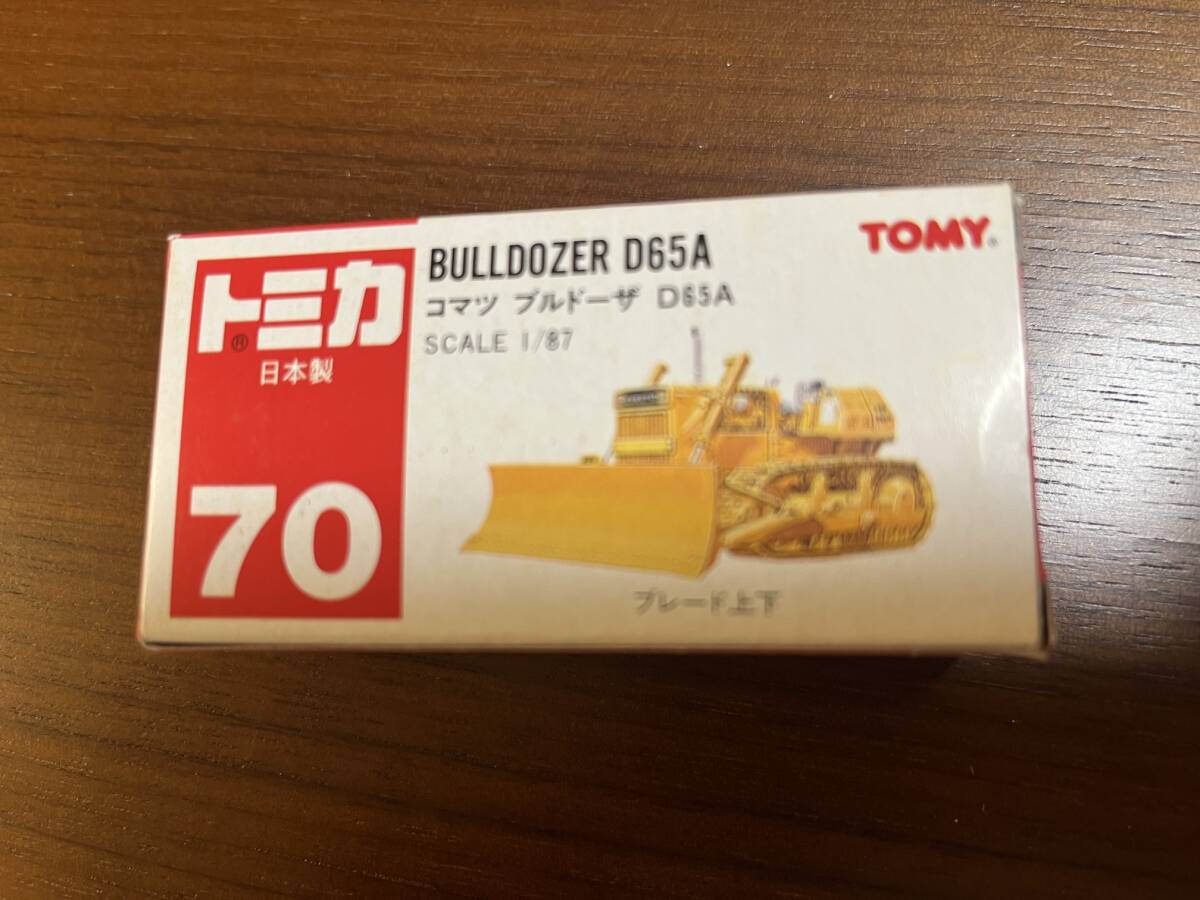 トミカ
®
日本製
70
BULLDOZER D65A
コマツ ブルドーザ D65A
SCALE 1/87
TOMY®
ブレード上下